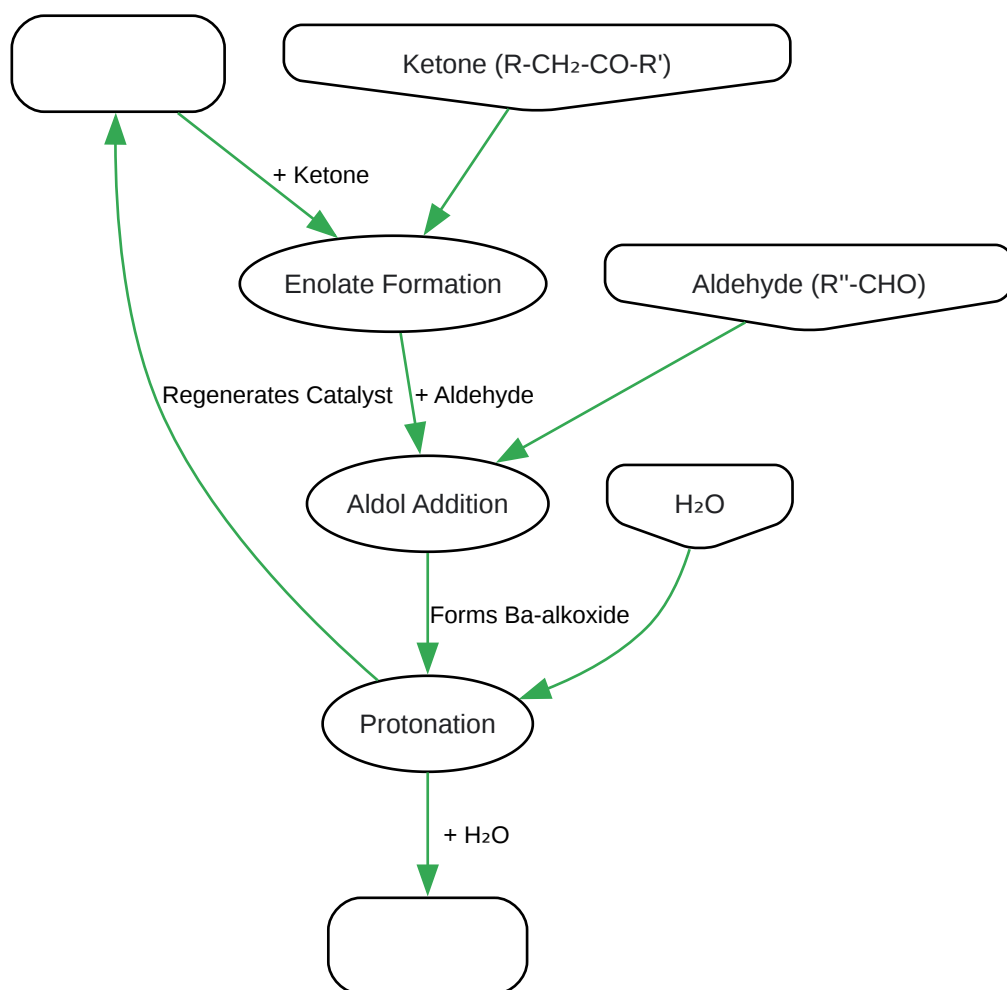 Ketone (R-CH₂-CO-R')
+ Ketone
Enolate Formation
Aldehyde (R''-CHO)
Regenerates Catalyst
+ Aldehyde
Aldol Addition
H₂O
Forms Ba-alkoxide
Protonation
+ H₂O